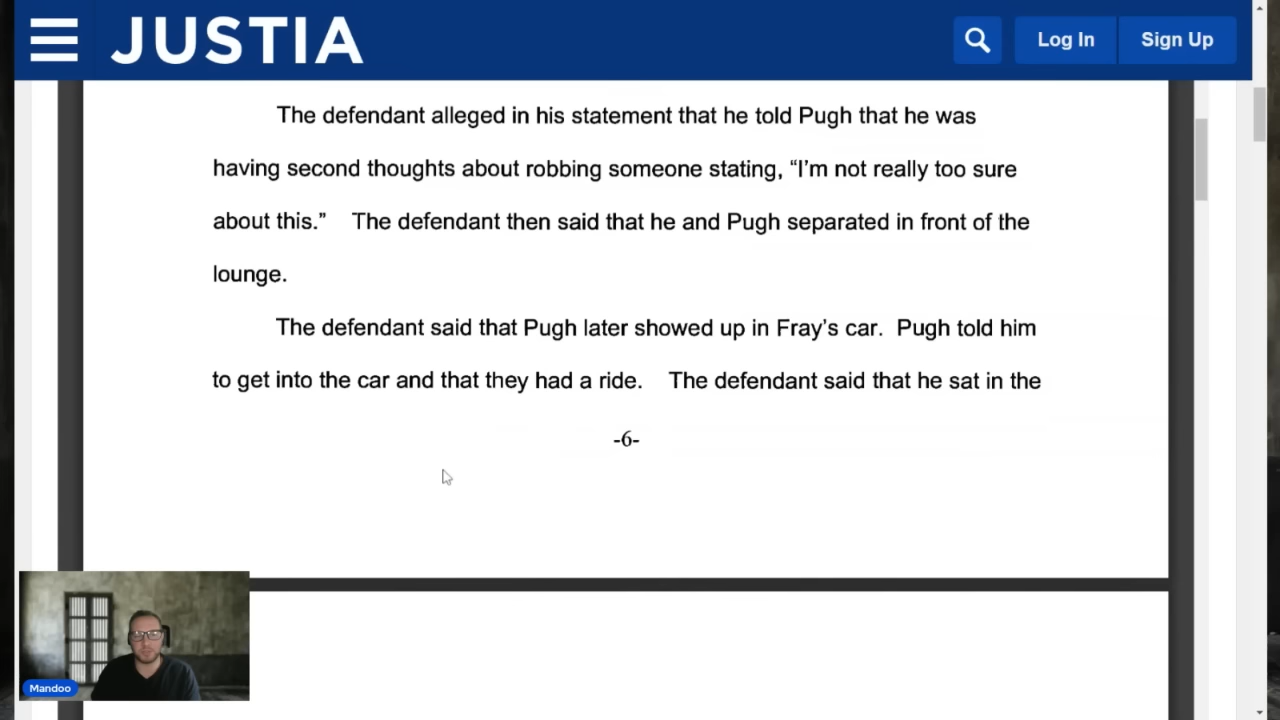 JUSTIA
Log In
Sign Up
The defendant alleged in his statement that he told Pugh that he was
having second thoughts about robbing someone stating, “I’m not really too sure
about this.” The defendant then said that he and Pugh separated in front of the
lounge.
The defendant said that Pugh later showed up in Fray’s car. Pugh told him
to get into the car and that they had a ride. The defendant said that he sat in the
-6-
Mandoo